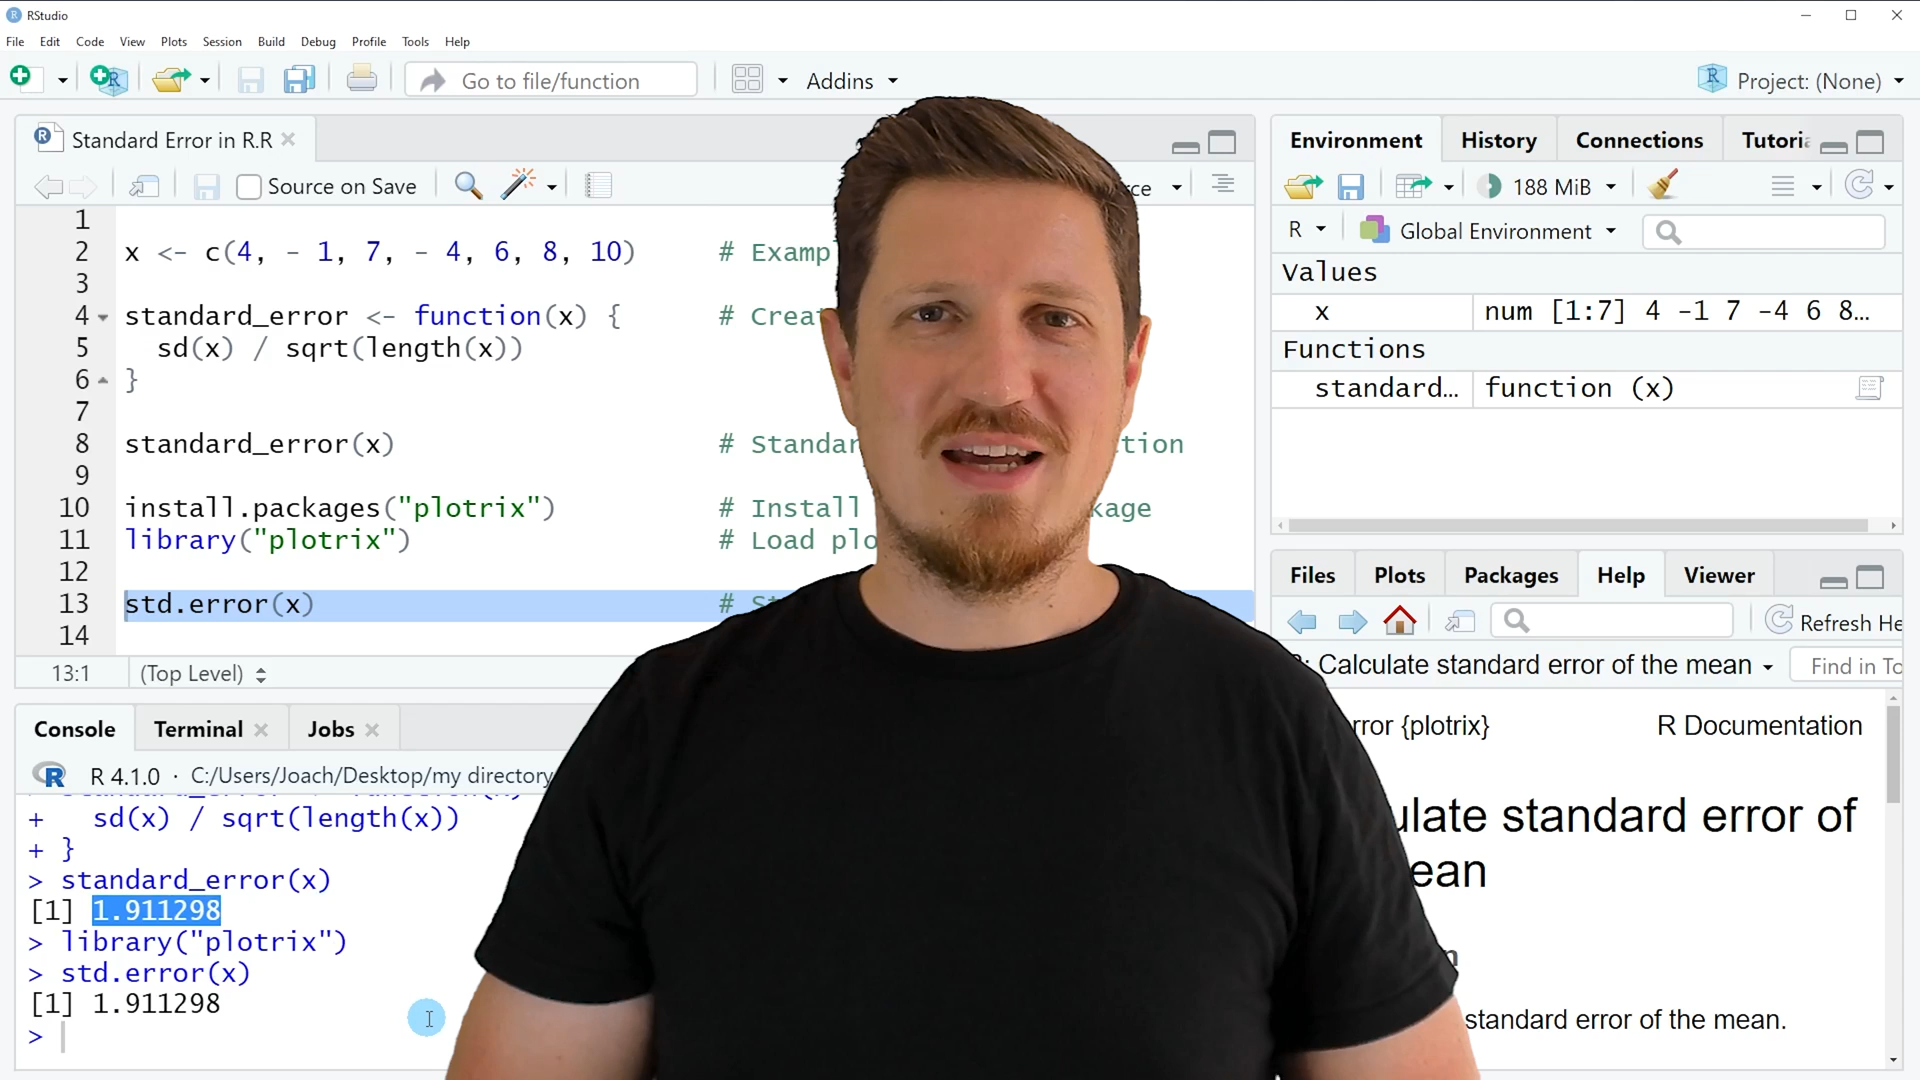 RStudio
File Edit Code View Plots Session Build Debug Profile Tools Help
Go to file/function
Addins
Project: (None)
Standard Error in R.R
Source on Save
1
2 x <- c(4, - 1, 7, - 4, 6, 8, 10) # Examp
3
4 standard_error <- function(x) { # Creat
5 sd(x) / sqrt(length(x))
6 }
7
8 standard_error(x) # Standar tion
9
10 install.packages("plotrix") # Install kage
11 library("plotrix") # Load plo
12
13 std.error(x) # S
14
13:1 (Top Level)
Console Terminal Jobs
R 4.1.0 · C:/Users/Joach/Desktop/my directory
+ sd(x) / sqrt(length(x))
+ }
> standard_error(x)
[1] 1.911298
> library("plotrix")
> std.error(x)
[1] 1.911298
>
Environment History Connections Tutoria
188 MiB
R Global Environment
Values
x num [1:7] 4 -1 7 -4 6 8...
Functions
standard... function (x)
Files Plots Packages Help Viewer
Refresh He
: Calculate standard error of the mean Find in To
rror {plotrix} R Documentation
ulate standard error of
ean
n
standard error of the mean.